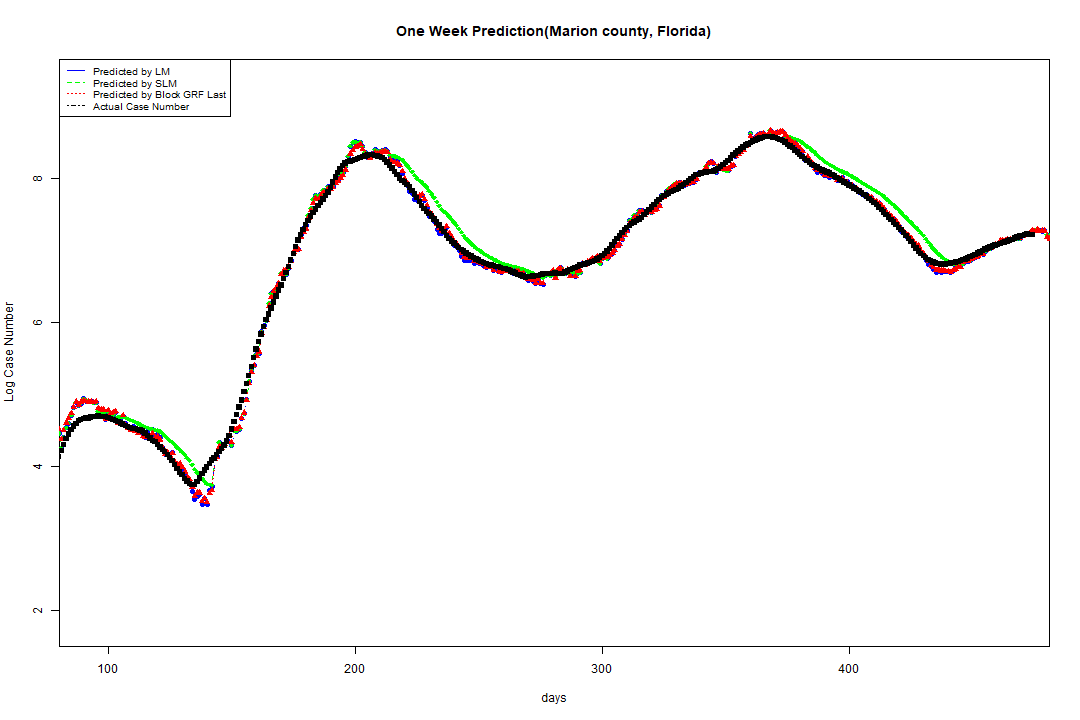 One Week Prediction(Marion county, Florida)
Predicted by LM
Predicted by SLM
Predicted by Block GRF Last
Actual Case Number
8
6
4
2
Log Case Number
100 200 300 400
days